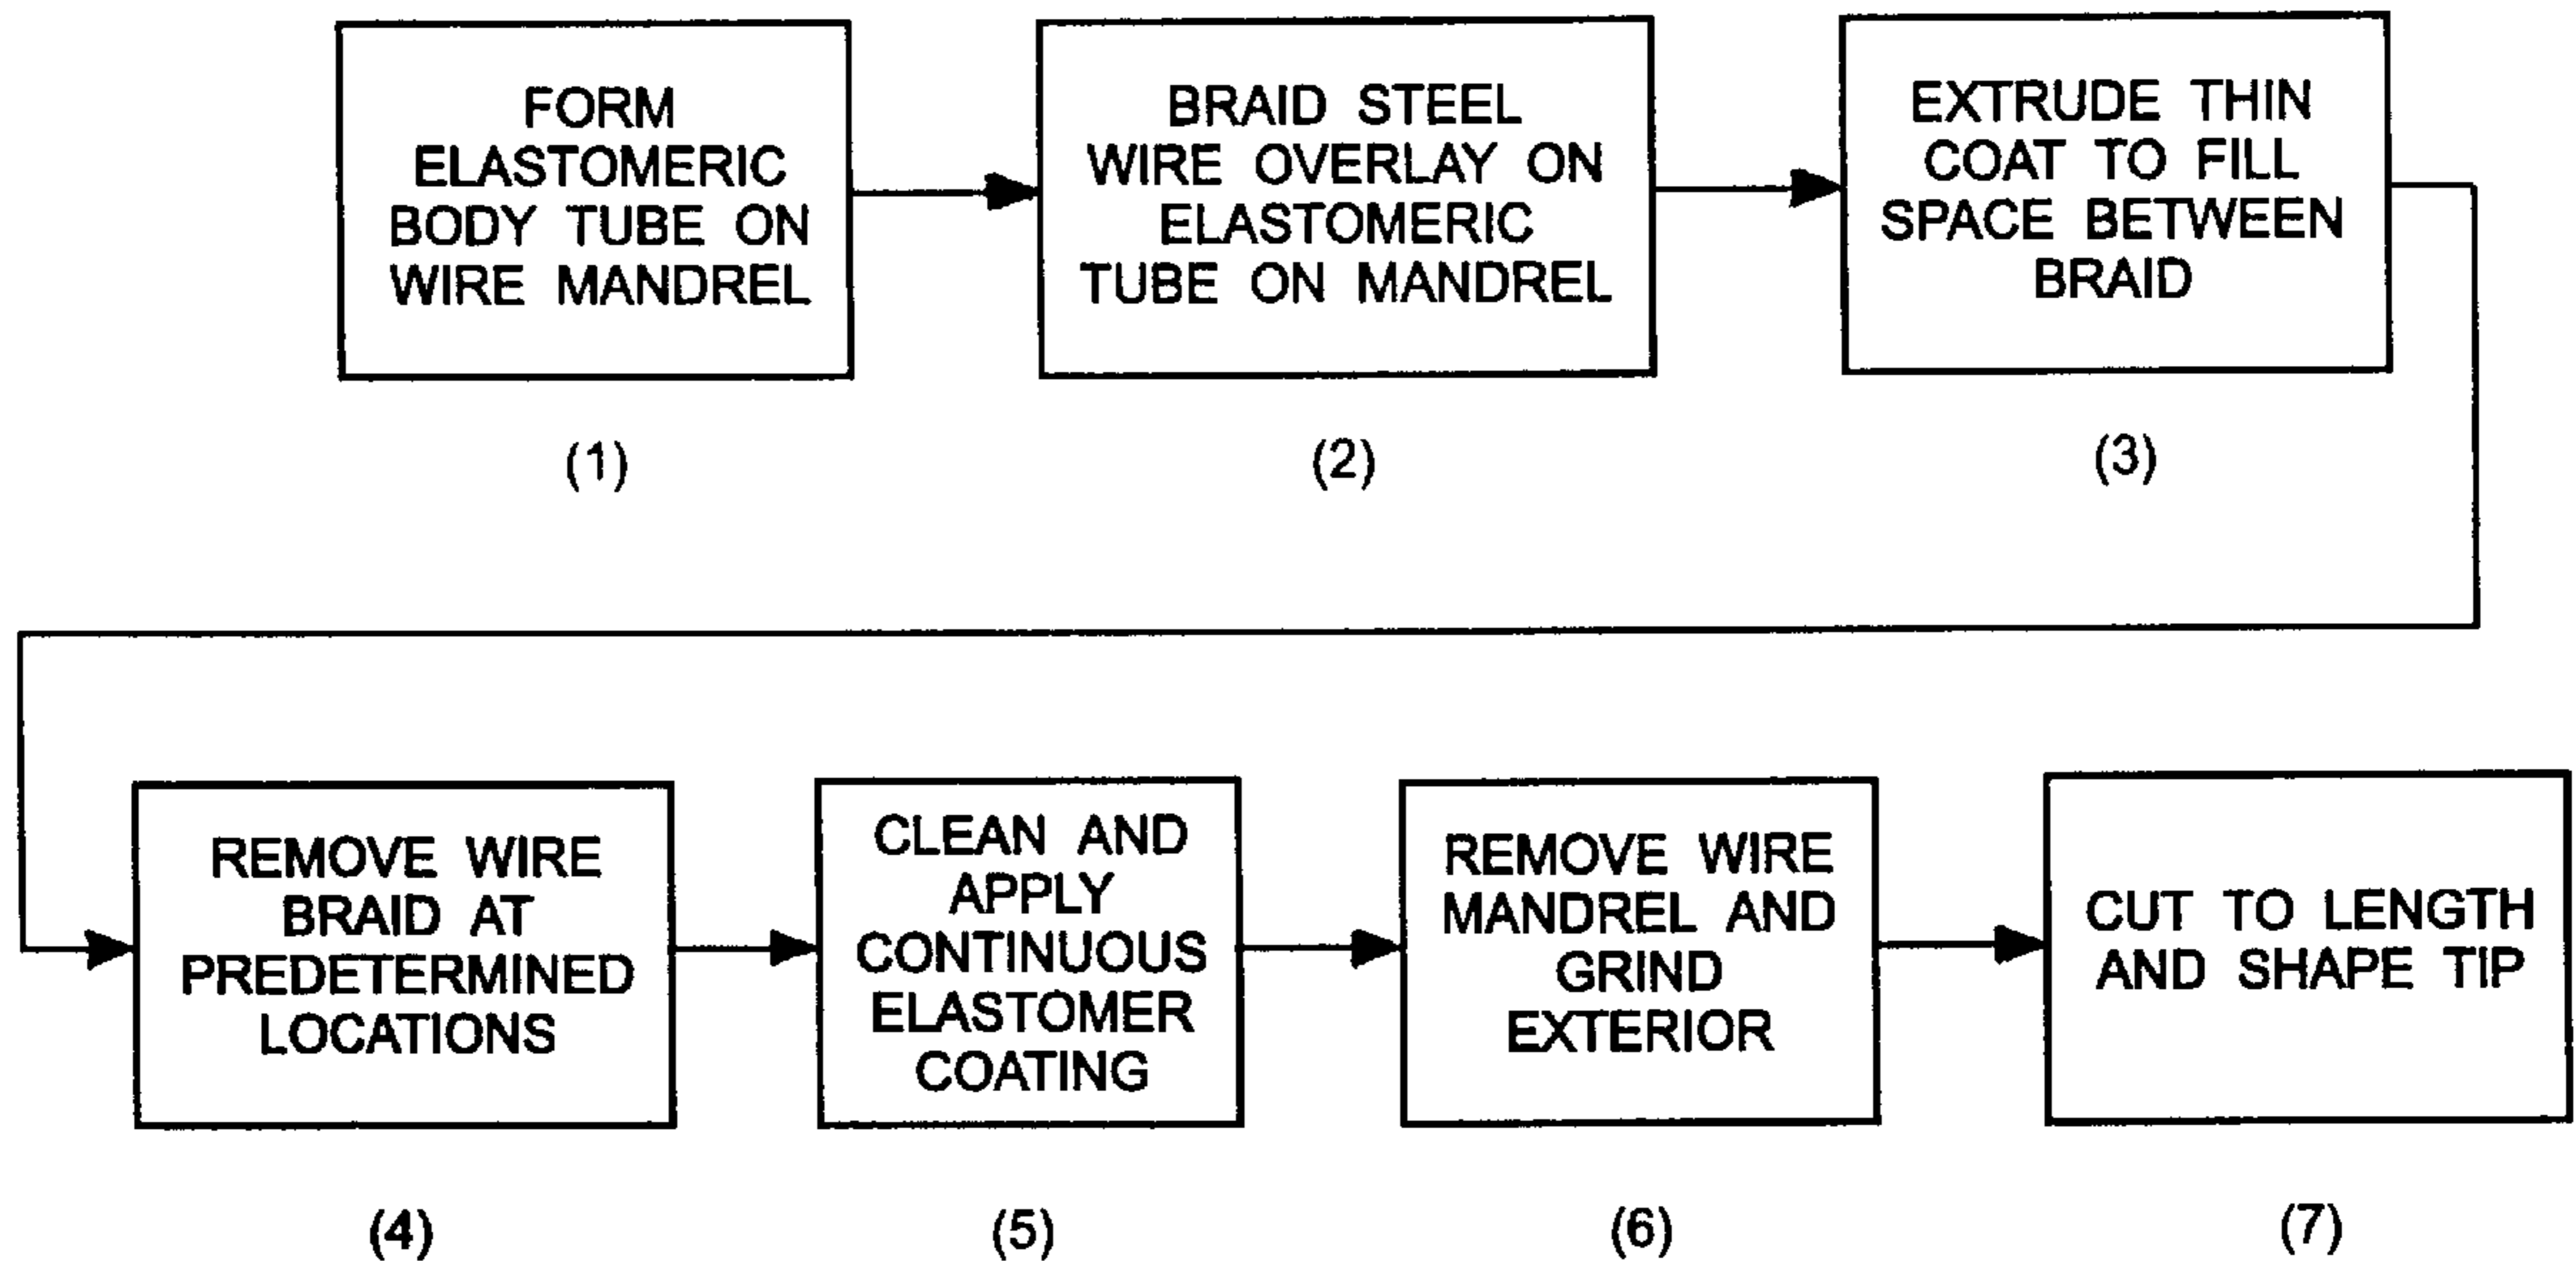 FORM
ELASTOMERIC
BODY TUBE ON
WIRE MANDREL
(1)
BRAID STEEL
WIRE OVERLAY ON
ELASTOMERIC
TUBE ON MANDREL
(2)
EXTRUDE THIN
COAT TO FILL
SPACE BETWEEN
BRAID
(3)
REMOVE WIRE
BRAID AT
PREDETERMINED
LOCATIONS
(4)
CLEAN AND
APPLY
CONTINUOUS
ELASTOMER
COATING
(5)
REMOVE WIRE
MANDREL AND
GRIND
EXTERIOR
(6)
CUT TO LENGTH
AND SHAPE TIP
(7)